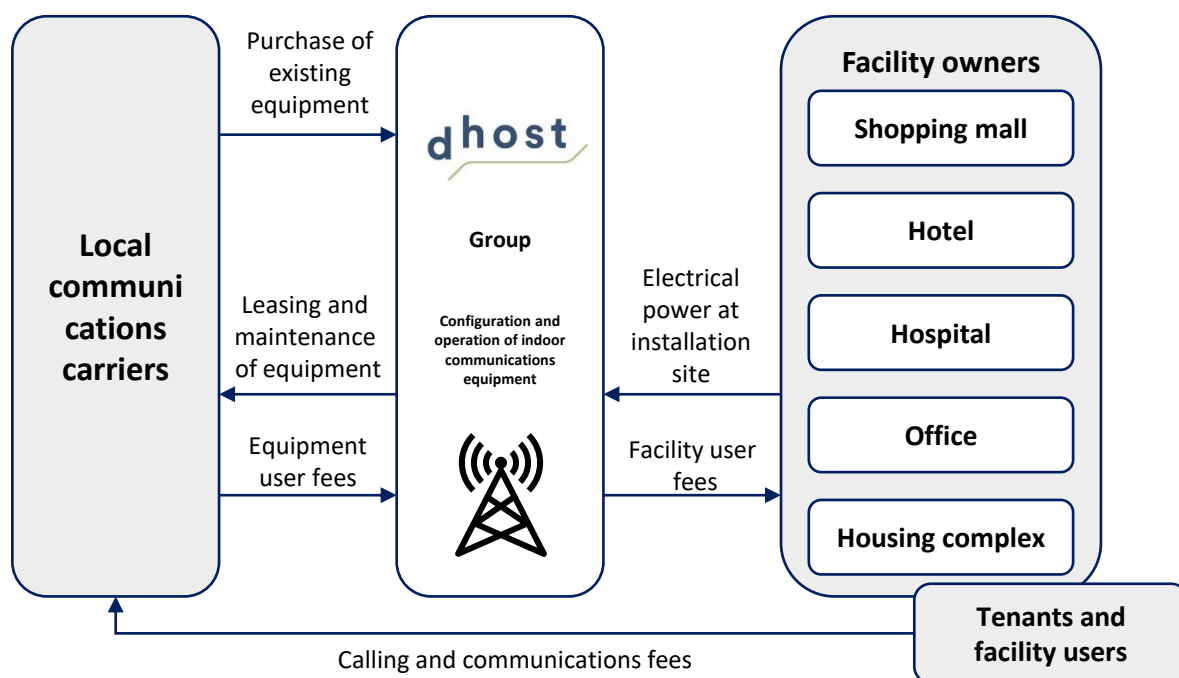 Local
communi
cations
carriers
Purchase of
existing
equipment
Leasing and
maintenance
of equipment
Equipment
user fees
dhost
Group
Configuration and
operation of indoor
communications
equipment
Electrical
power at
installation
site
Facility user
fees
Facility owners
Shopping mall
Hotel
Hospital
Office
Housing complex
Tenants and
facility users
Calling and communications fees